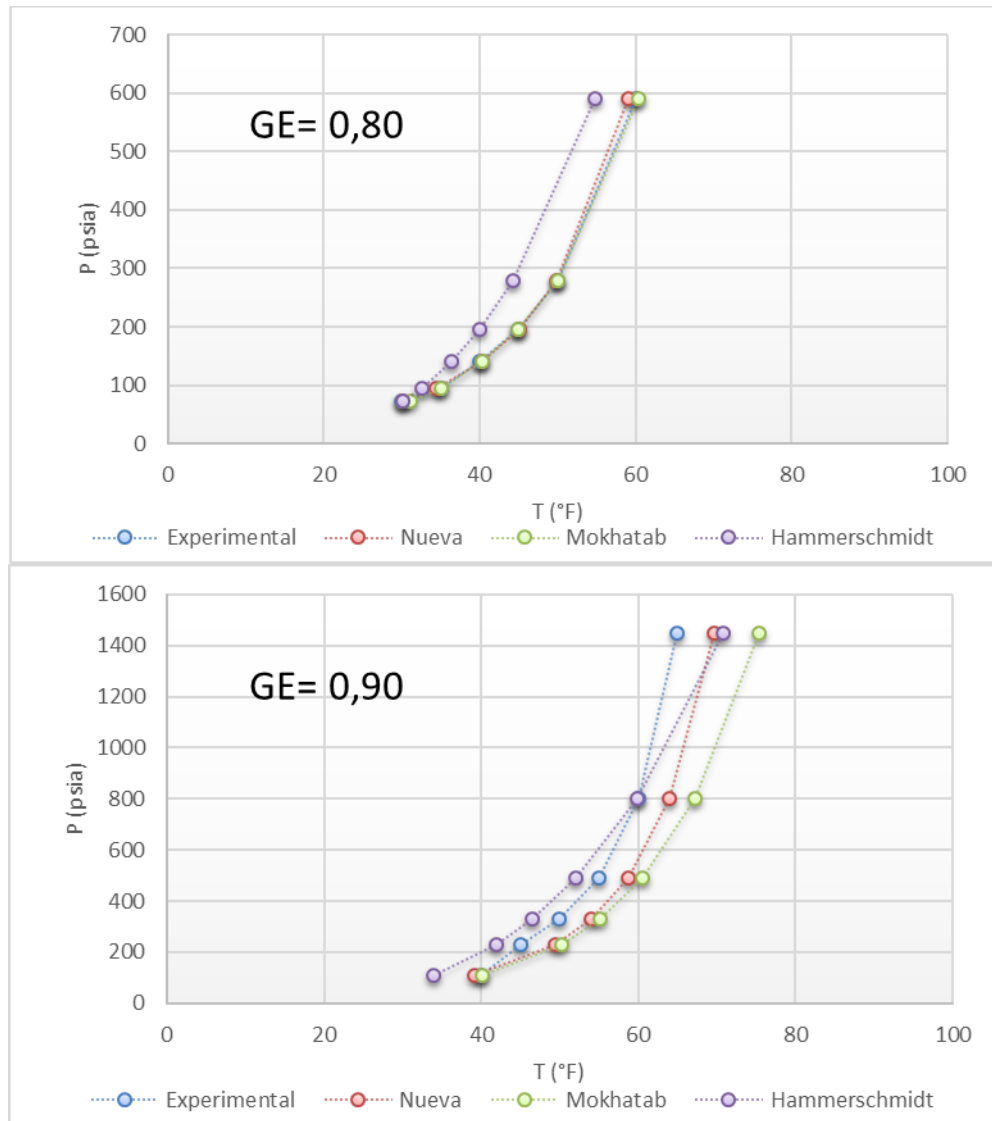 700
600
500
400
300
200
100
0
GE= 0,80
P (psia)
0 20 40 60 80 100
T (°F)
Experimental Nueva Mokhatab Hammerschmidt
1600
1400
1200
1000
800
600
400
200
0
GE= 0,90
P (psia)
0 20 40 60 80 100
T (°F)
Experimental Nueva Mokhatab Hammerschmidt